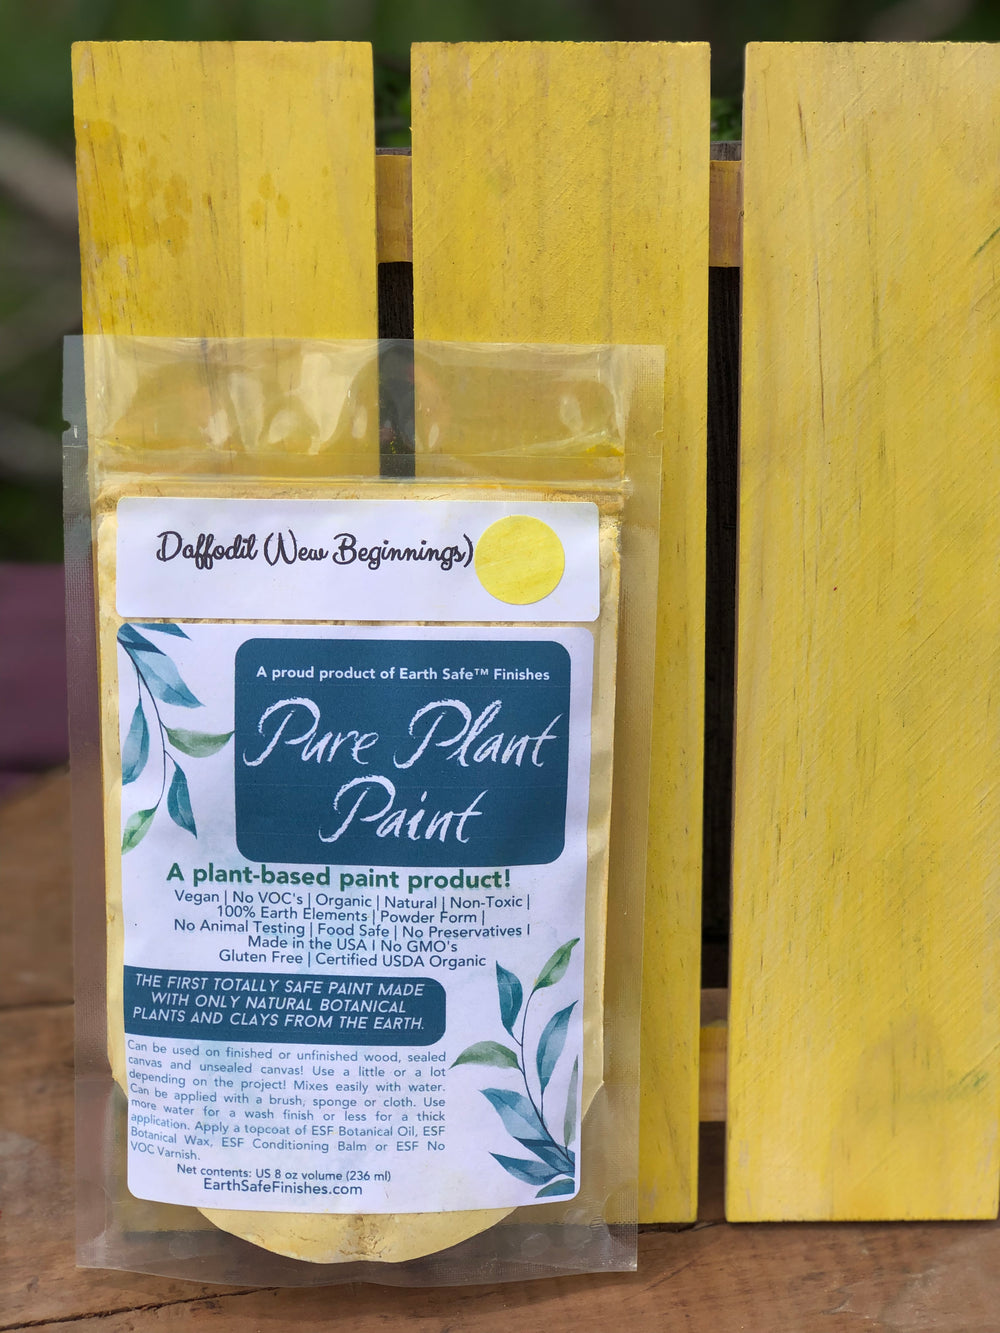 Daffodil (New Beginnings)
A proud product of Earth Safe™ Finishes
Pure Plant
Paint
A plant-based paint product!
Vegan | No VOC's | Organic | Natural | Non-Toxic |
100% Earth Elements | Powder Form |
No Animal Testing | Food Safe | No Preservatives |
Made in the USA | No GMO's
Gluten Free | Certified USDA Organic
THE FIRST TOTALLY SAFE PAINT MADE
WITH ONLY NATURAL BOTANICAL
PLANTS AND CLAYS FROM THE EARTH.
Can be used on finished or unfinished wood, sealed
canvas and unsealed canvas! Use a little or a lot
depending on the project! Mixes easily with water.
Can be applied with a brush, sponge or cloth. Use
more water for a wash finish or less for a thick
application. Apply a topcoat of ESF Botanical Oil, ESF
Botanical Wax, ESF Conditioning Balm or ESF No
VOC Varnish.
Net contents: US 8 oz volume (236 ml)
EarthSafeFinishes.com